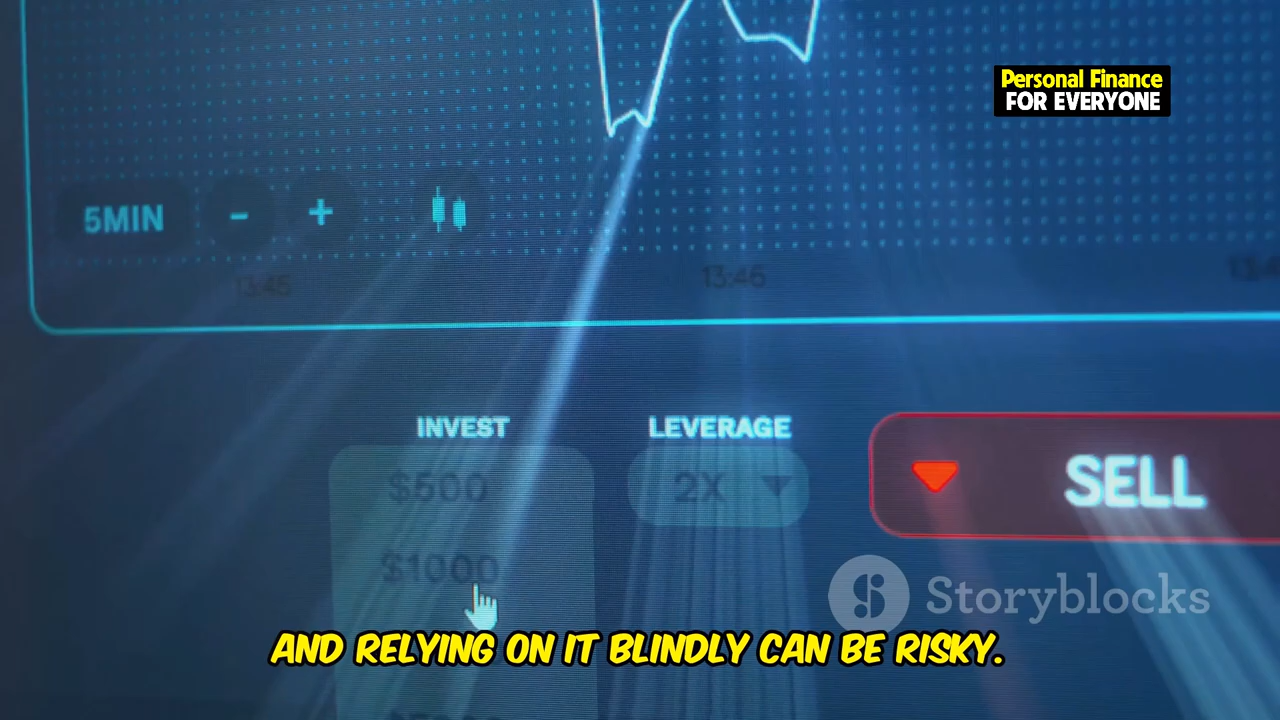 Personal Finance
FOR EVERYONE
5MIN
-
+
13:45
13:46
INVEST
LEVERAGE
$500
2X
SELL
$1000
Storyblocks
AND RELYING ON IT BLINDLY CAN BE RISKY.